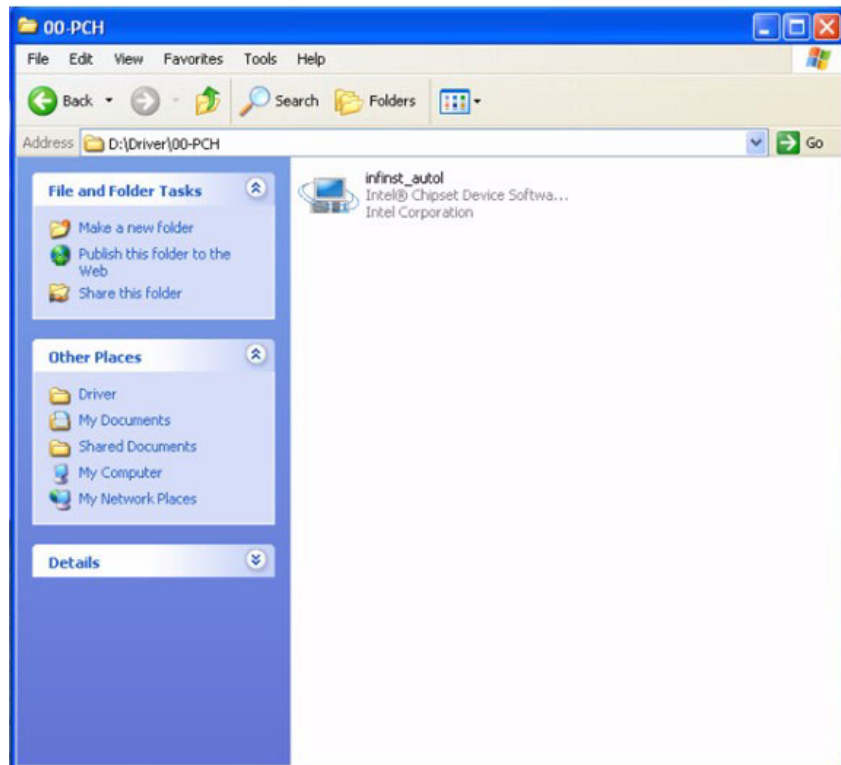 00-PCH
File Edit View Favorites Tools Help
Back Search Folders
Address D:\Driver\00-PCH Go
File and Folder Tasks
Make a new folder
Publish this folder to the
Web
Share this folder
Other Places
Driver
My Documents
Shared Documents
My Computer
My Network Places
Details
infinst_autol
Intel® Chipset Device Softwa...
Intel Corporation